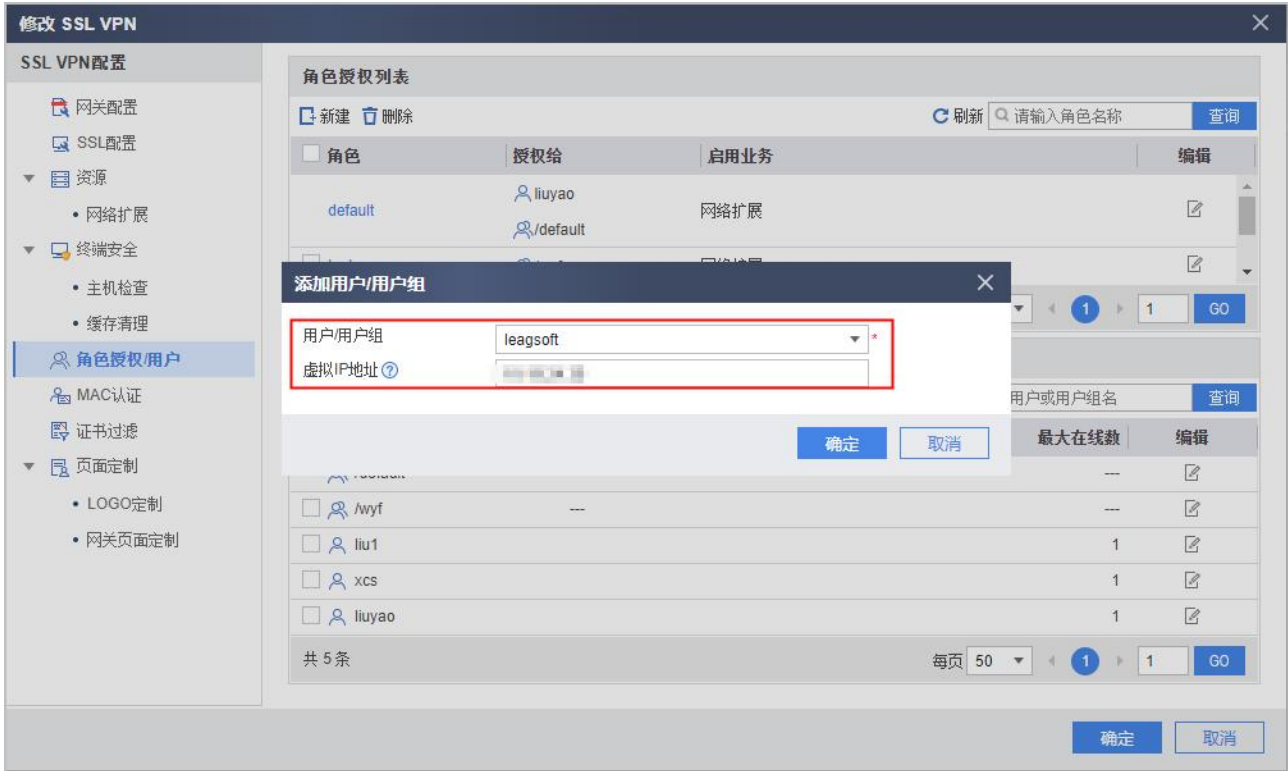 修改 SSL VPN
SSL VPN配置
网关配置
SSL配置
资源
• 网络扩展
终端安全
• 主机检查
• 缓存清理
角色授权/用户
MAC认证
证书过滤
页面定制
• LOGO定制
• 网关页面定制
角色授权列表
新建 删除 刷新 请输入角色名称 查询
角色 授权给 启用业务 编辑
default liuyao 网络扩展
/default
1 1 GO
添加用户/用户组
用户/用户组 leagsoft *
虚拟IP地址 ?
确定 取消
用户或用户组名 查询
最大在线数 编辑
/default ---
/wyf --- ---
liu1 1
xcs 1
liuyao 1
共 5 条 每页 50 1 1 GO
确定 取消